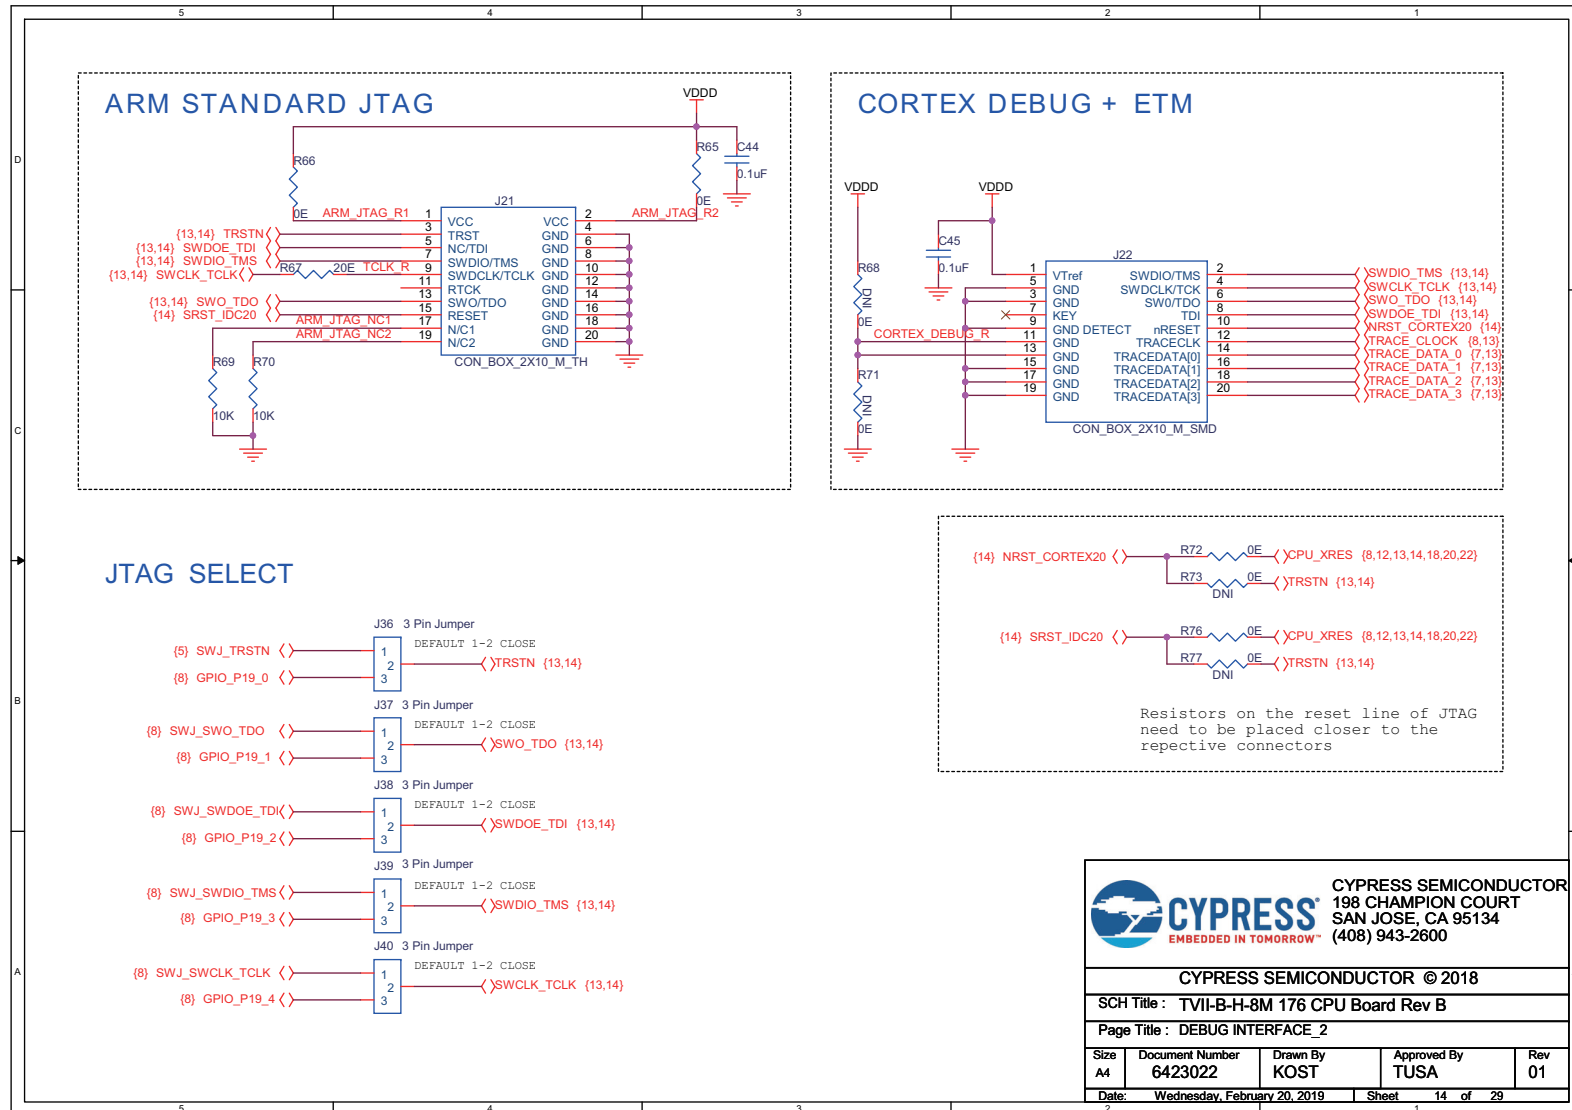 5 4 3 2 1
D
C
B
A
ARM STANDARD JTAG
VDDD
R66
0E
R65
0E
C44
0.1uF
J21
ARM_JTAG_R1 1 VCC VCC 2 ARM_JTAG_R2
{13,14} TRSTN 3 TRST GND 4
{13,14} SWDOE_TDI 5 NC/TDI GND 6
{13,14} SWDIO_TMS 7 SWDIO/TMS GND 8
{13,14} SWCLK_TCLK R67 20E TCLK_R 9 SWDCLK/TCLK GND 10
11 RTCK GND 12
{13,14} SWO_TDO 13 SWO/TDO GND 14
{14} SRST_IDC20 15 RESET GND 16
ARM_JTAG_NC1 17 N/C1 GND 18
ARM_JTAG_NC2 19 N/C2 GND 20
CON_BOX_2X10_M_TH
R69 R70
10K 10K
CORTEX DEBUG + ETM
VDDD VDDD
C45
0.1uF
R68
DNI
0E
CORTEX_DEBUG_R
R71
DNI
0E
J22
1 VTref SWDIO/TMS 2 SWDIO_TMS {13,14}
5 GND SWDCLK/TCK 4 SWCLK_TCLK {13,14}
3 GND SW0/TDO 6 SWO_TDO {13,14}
7 KEY TDI 8 SWDOE_TDI {13,14}
9 GND DETECT nRESET 10 NRST_CORTEX20 {14}
11 GND TRACECLK 12 TRACE_CLOCK {8,13}
13 GND TRACEDATA[0] 14 TRACE_DATA_0 {7,13}
15 GND TRACEDATA[1] 16 TRACE_DATA_1 {7,13}
17 GND TRACEDATA[2] 18 TRACE_DATA_2 {7,13}
19 GND TRACEDATA[3] 20 TRACE_DATA_3 {7,13}
CON_BOX_2X10_M_SMD
{14} NRST_CORTEX20 R72 0E CPU_XRES {8,12,13,14,18,20,22}
R73 0E TRSTN {13,14}
DNI
{14} SRST_IDC20 R76 0E CPU_XRES {8,12,13,14,18,20,22}
R77 0E TRSTN {13,14}
DNI
Resistors on the reset line of JTAG
need to be placed closer to the
repective connectors
JTAG SELECT
J36 3 Pin Jumper
DEFAULT 1-2 CLOSE
{5} SWJ_TRSTN 1
2 TRSTN {13,14}
{8} GPIO_P19_0 3
J37 3 Pin Jumper
DEFAULT 1-2 CLOSE
{8} SWJ_SWO_TDO 1
2 SWO_TDO {13,14}
{8} GPIO_P19_1 3
J38 3 Pin Jumper
DEFAULT 1-2 CLOSE
{8} SWJ_SWDOE_TDI 1
2 SWDOE_TDI {13,14}
{8} GPIO_P19_2 3
J39 3 Pin Jumper
DEFAULT 1-2 CLOSE
{8} SWJ_SWDIO_TMS 1
2 SWDIO_TMS {13,14}
{8} GPIO_P19_3 3
J40 3 Pin Jumper
DEFAULT 1-2 CLOSE
{8} SWJ_SWCLK_TCLK 1
2 SWCLK_TCLK {13,14}
{8} GPIO_P19_4 3
CYPRESS
EMBEDDED IN TOMORROW™
CYPRESS SEMICONDUCTOR
198 CHAMPION COURT
SAN JOSE, CA 95134
(408) 943-2600
CYPRESS SEMICONDUCTOR © 2018
SCH Title : TVII-B-H-8M 176 CPU Board Rev B
Page Title : DEBUG INTERFACE_2
Size Document Number Drawn By Approved By Rev
A4 6423022 KOST TUSA 01
Date: Wednesday, February 20, 2019 Sheet 14 of 29
5 4 3 2 1